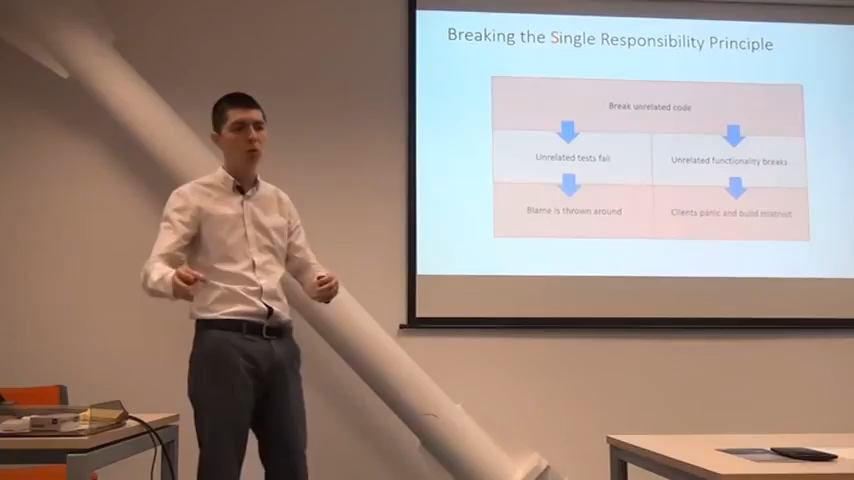 Breaking the Single Responsibility Principle
Break unrelated code
Unrelated tests fail
Unrelated functionality breaks
Blame is thrown around
Clients panic and build mistrust